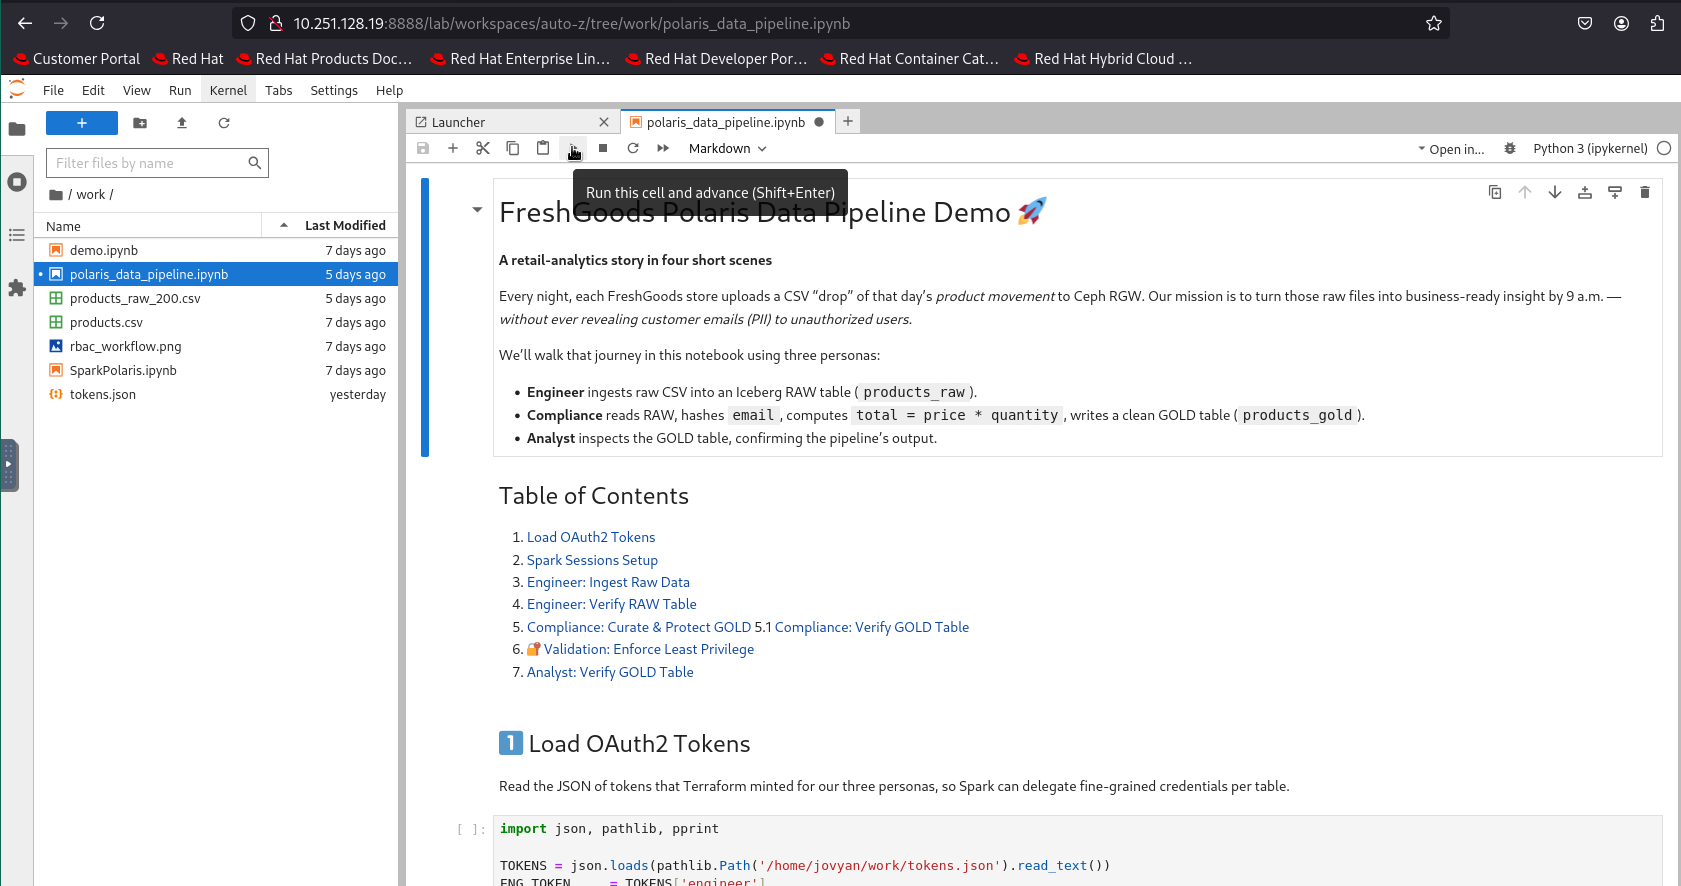 10.251.128.19:8888/lab/workspaces/auto-z/tree/work/polaris_data_pipeline.ipynb
Customer Portal Red Hat Red Hat Products Doc... Red Hat Enterprise Lin... Red Hat Developer Por... Red Hat Container Cat... Red Hat Hybrid Cloud ...
File Edit View Run Kernel Tabs Settings Help
Launcher polaris_data_pipeline.ipynb
Markdown Open in... Python 3 (ipykernel)
Filter files by name
/ work /
Name Last Modified
demo.ipynb 7 days ago
polaris_data_pipeline.ipynb 5 days ago
products_raw_200.csv 5 days ago
products.csv 7 days ago
rbac_workflow.png 7 days ago
SparkPolaris.ipynb 7 days ago
tokens.json yesterday
Run this cell and advance (Shift+Enter)
FreshGoods Polaris Data Pipeline Demo 🚀
A retail-analytics story in four short scenes
Every night, each FreshGoods store uploads a CSV “drop” of that day’s product movement to Ceph RGW. Our mission is to turn those raw files into business-ready insight by 9 a.m. —
without ever revealing customer emails (PII) to unauthorized users.
We’ll walk that journey in this notebook using three personas:
• Engineer ingests raw CSV into an Iceberg RAW table ( products_raw ).
• Compliance reads RAW, hashes email , computes total = price * quantity , writes a clean GOLD table ( products_gold ).
• Analyst inspects the GOLD table, confirming the pipeline’s output.
Table of Contents
1. Load OAuth2 Tokens
2. Spark Sessions Setup
3. Engineer: Ingest Raw Data
4. Engineer: Verify RAW Table
5. Compliance: Curate & Protect GOLD 5.1 Compliance: Verify GOLD Table
6. 🔐 Validation: Enforce Least Privilege
7. Analyst: Verify GOLD Table
1️⃣ Load OAuth2 Tokens
Read the JSON of tokens that Terraform minted for our three personas, so Spark can delegate fine-grained credentials per table.
[ ]: import json, pathlib, pprint
TOKENS = json.loads(pathlib.Path('/home/jovyan/work/tokens.json').read_text())
ENG_TOKEN = TOKENS['engineer']